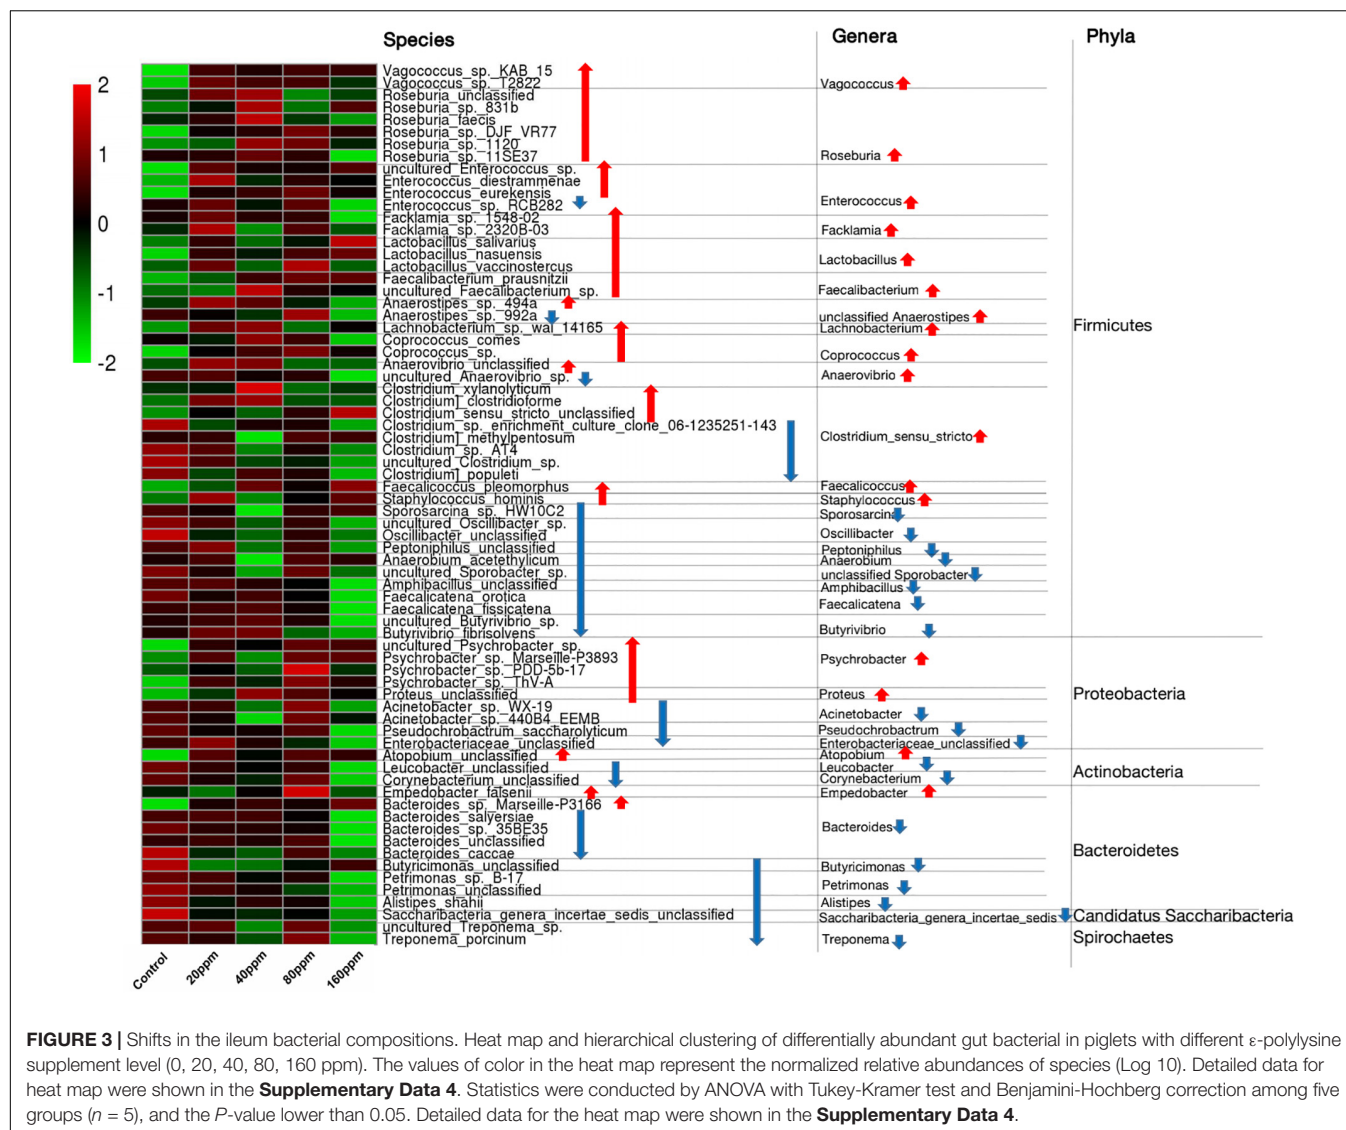 Species
Genera
Phyla
2
1
0
-1
-2
Vagococcus_sp._KAB_15
Vagococcus_sp._T2822
Roseburia_unclassified
Roseburia_sp._831b
Roseburia_faecis
Roseburia_sp._DJF_VR77
Roseburia_sp._1120
Roseburia_sp._11SE37
uncultured_Enterococcus_sp.
Enterococcus_diestrammenae
Enterococcus_eurekensis
Enterococcus_sp._RCB282
Facklamia_sp._1548-02
Facklamia_sp._2320B-03
Lactobacillus_salivarius
Lactobacillus_nasuensis
Lactobacillus_vaccinostercus
Faecalibacterium_prausnitzii
uncultured_Faecalibacterium_sp.
Anaerostipes_sp._494a
Anaerostipes_sp._992a
Lachnobacterium_sp._wal_14165
Coprococcus_comes
Coprococcus_sp.
Anaerovibrio_unclassified
uncultured_Anaerovibrio_sp.
Clostridium_xylanolyticum
Clostridium]_clostridioforme
Clostridium_sensu_stricto_unclassified
Clostridium_sp._enrichment_culture_clone_06-1235251-143
Clostridium]_methylpentosum
Clostridium_sp._AT4
uncultured_Clostridium_sp.
Clostridium]_populeti
Faecalicoccus_pleomorphus
Staphylococcus_hominis
Sporosarcina_sp._HW10C2
uncultured_Oscillibacter_sp.
Oscillibacter_unclassified
Peptoniphilus_unclassified
Anaerobium_acetethylicum
uncultured_Sporobacter_sp.
Amphibacillus_unclassified
Faecalicatena_orotica
Faecalicatena_fissicatena
uncultured_Butyrivibrio_sp.
Butyrivibrio_fibrisolvens
uncultured_Psychrobacter_sp.
Psychrobacter_sp._Marseille-P3893
Psychrobacter_sp._PDD-5b-17
Psychrobacter_sp._ThV-A
Proteus_unclassified
Acinetobacter_sp._WX-19
Acinetobacter_sp._440B4_EEMB
Pseudochrobactrum_saccharolyticum
Enterobacteriaceae_unclassified
Atopobium_unclassified
Leucobacter_unclassified
Corynebacterium_unclassified
Empedobacter_falsenii
Bacteroides_sp._Marseille-P3166
Bacteroides_salyersiae
Bacteroides_sp._35BE35
Bacteroides_unclassified
Bacteroides_caccae
Butyricimonas_unclassified
Petrimonas_sp._B-17
Petrimonas_unclassified
Alistipes_shahii
Saccharibacteria_genera_incertae_sedis_unclassified
uncultured_Treponema_sp.
Treponema_porcinum
Vagococcus
Roseburia
Enterococcus
Facklamia
Lactobacillus
Faecalibacterium
unclassified Anaerostipes
Lachnobacterium
Coprococcus
Anaerovibrio
Clostridium_sensu_stricto
Faecalicoccus
Staphylococcus
Sporosarcina
Oscillibacter
Peptoniphilus
Anaerobium
unclassified Sporobacter
Amphibacillus
Faecalicatena
Butyrivibrio
Psychrobacter
Proteus
Acinetobacter
Pseudochrobactrum
Enterobacteriaceae_unclassified
Atopobium
Leucobacter
Corynebacterium
Empedobacter
Bacteroides
Butyricimonas
Petrimonas
Alistipes
Saccharibacteria_genera_incertae_sedis
Treponema
Firmicutes
Proteobacteria
Actinobacteria
Bacteroidetes
Candidatus Saccharibacteria
Spirochaetes
Control
20ppm
40ppm
80ppm
160ppm
FIGURE 3 | Shifts in the ileum bacterial compositions. Heat map and hierarchical clustering of differentially abundant gut bacterial in piglets with different ε-polylysine
supplement level (0, 20, 40, 80, 160 ppm). The values of color in the heat map represent the normalized relative abundances of species (Log 10). Detailed data for
heat map were shown in the Supplementary Data 4. Statistics were conducted by ANOVA with Tukey-Kramer test and Benjamini-Hochberg correction among five
groups (n = 5), and the P-value lower than 0.05. Detailed data for the heat map were shown in the Supplementary Data 4.